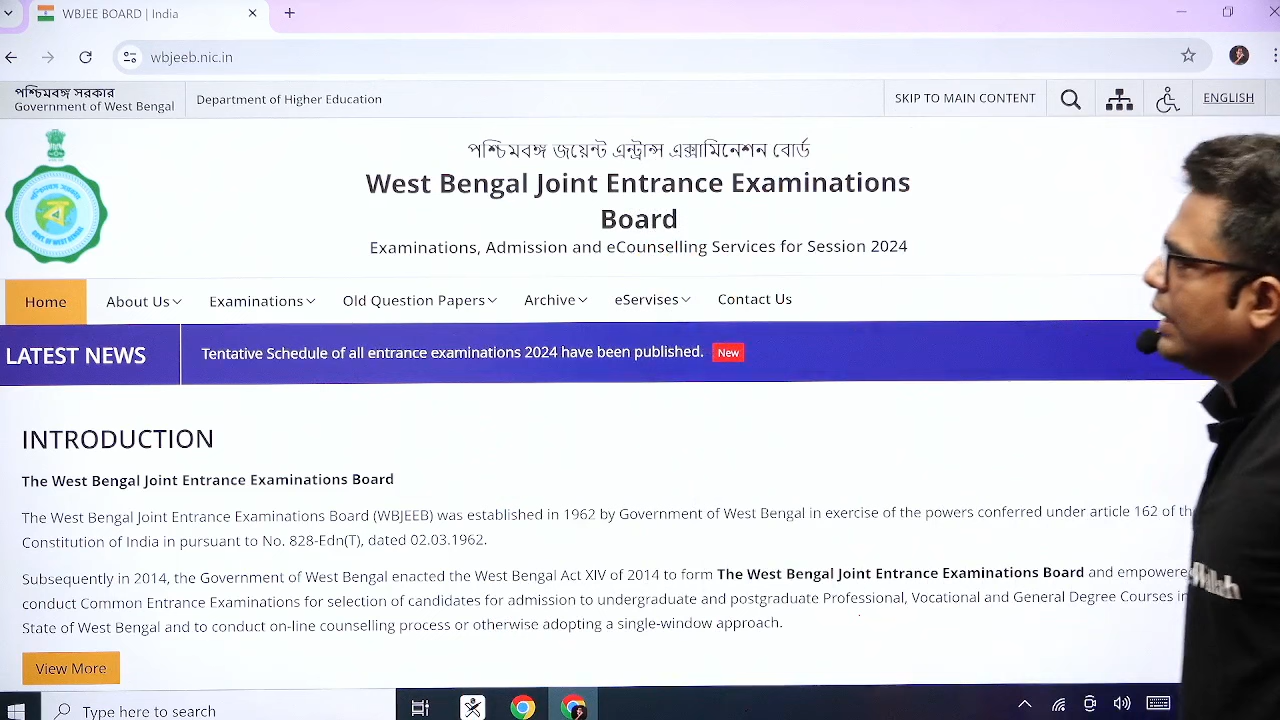 WBJEE BOARD | India
wbjeeb.nic.in
পশ্চিমবঙ্গ সরকার
Government of West Bengal
Department of Higher Education
SKIP TO MAIN CONTENT
ENGLISH
পশ্চিমবঙ্গ জয়েন্ট এন্ট্রান্স এক্সামিনেশন বোর্ড
West Bengal Joint Entrance Examinations
Board
Examinations, Admission and eCounselling Services for Session 2024
Home
About Us
Examinations
Old Question Papers
Archive
eServises
Contact Us
LATEST NEWS
Tentative Schedule of all entrance examinations 2024 have been published.
New
INTRODUCTION
The West Bengal Joint Entrance Examinations Board
The West Bengal Joint Entrance Examinations Board (WBJEEB) was established in 1962 by Government of West Bengal in exercise of the powers conferred under article 162 of
Constitution of India in pursuant to No. 828-Edn(T), dated 02.03.1962.
Subsequently in 2014, the Government of West Bengal enacted the West Bengal Act XIV of 2014 to form The West Bengal Joint Entrance Examinations Board and
conduct Common Entrance Examinations for selection of candidates for admission to undergraduate and postgraduate Professional, Vocational and General Degree Courses
State of West Bengal and to conduct on-line counselling process or otherwise adopting a single-window approach.
View More
Type here to search